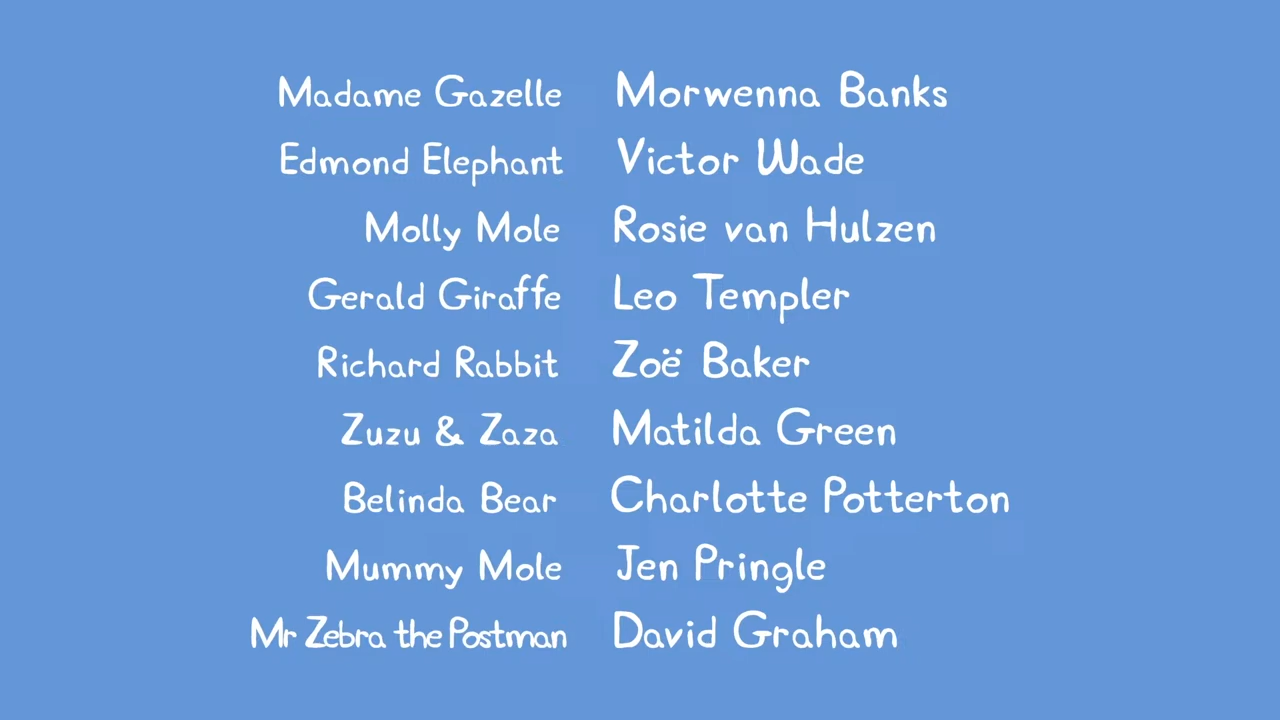 Madame Gazelle Morwenna Banks
Edmond Elephant Victor Wade
Molly Mole Rosie van Hulzen
Gerald Giraffe Leo Templer
Richard Rabbit Zoë Baker
Zuzu & Zaza Matilda Green
Belinda Bear Charlotte Potterton
Mummy Mole Jen Pringle
Mr Zebra the Postman David Graham